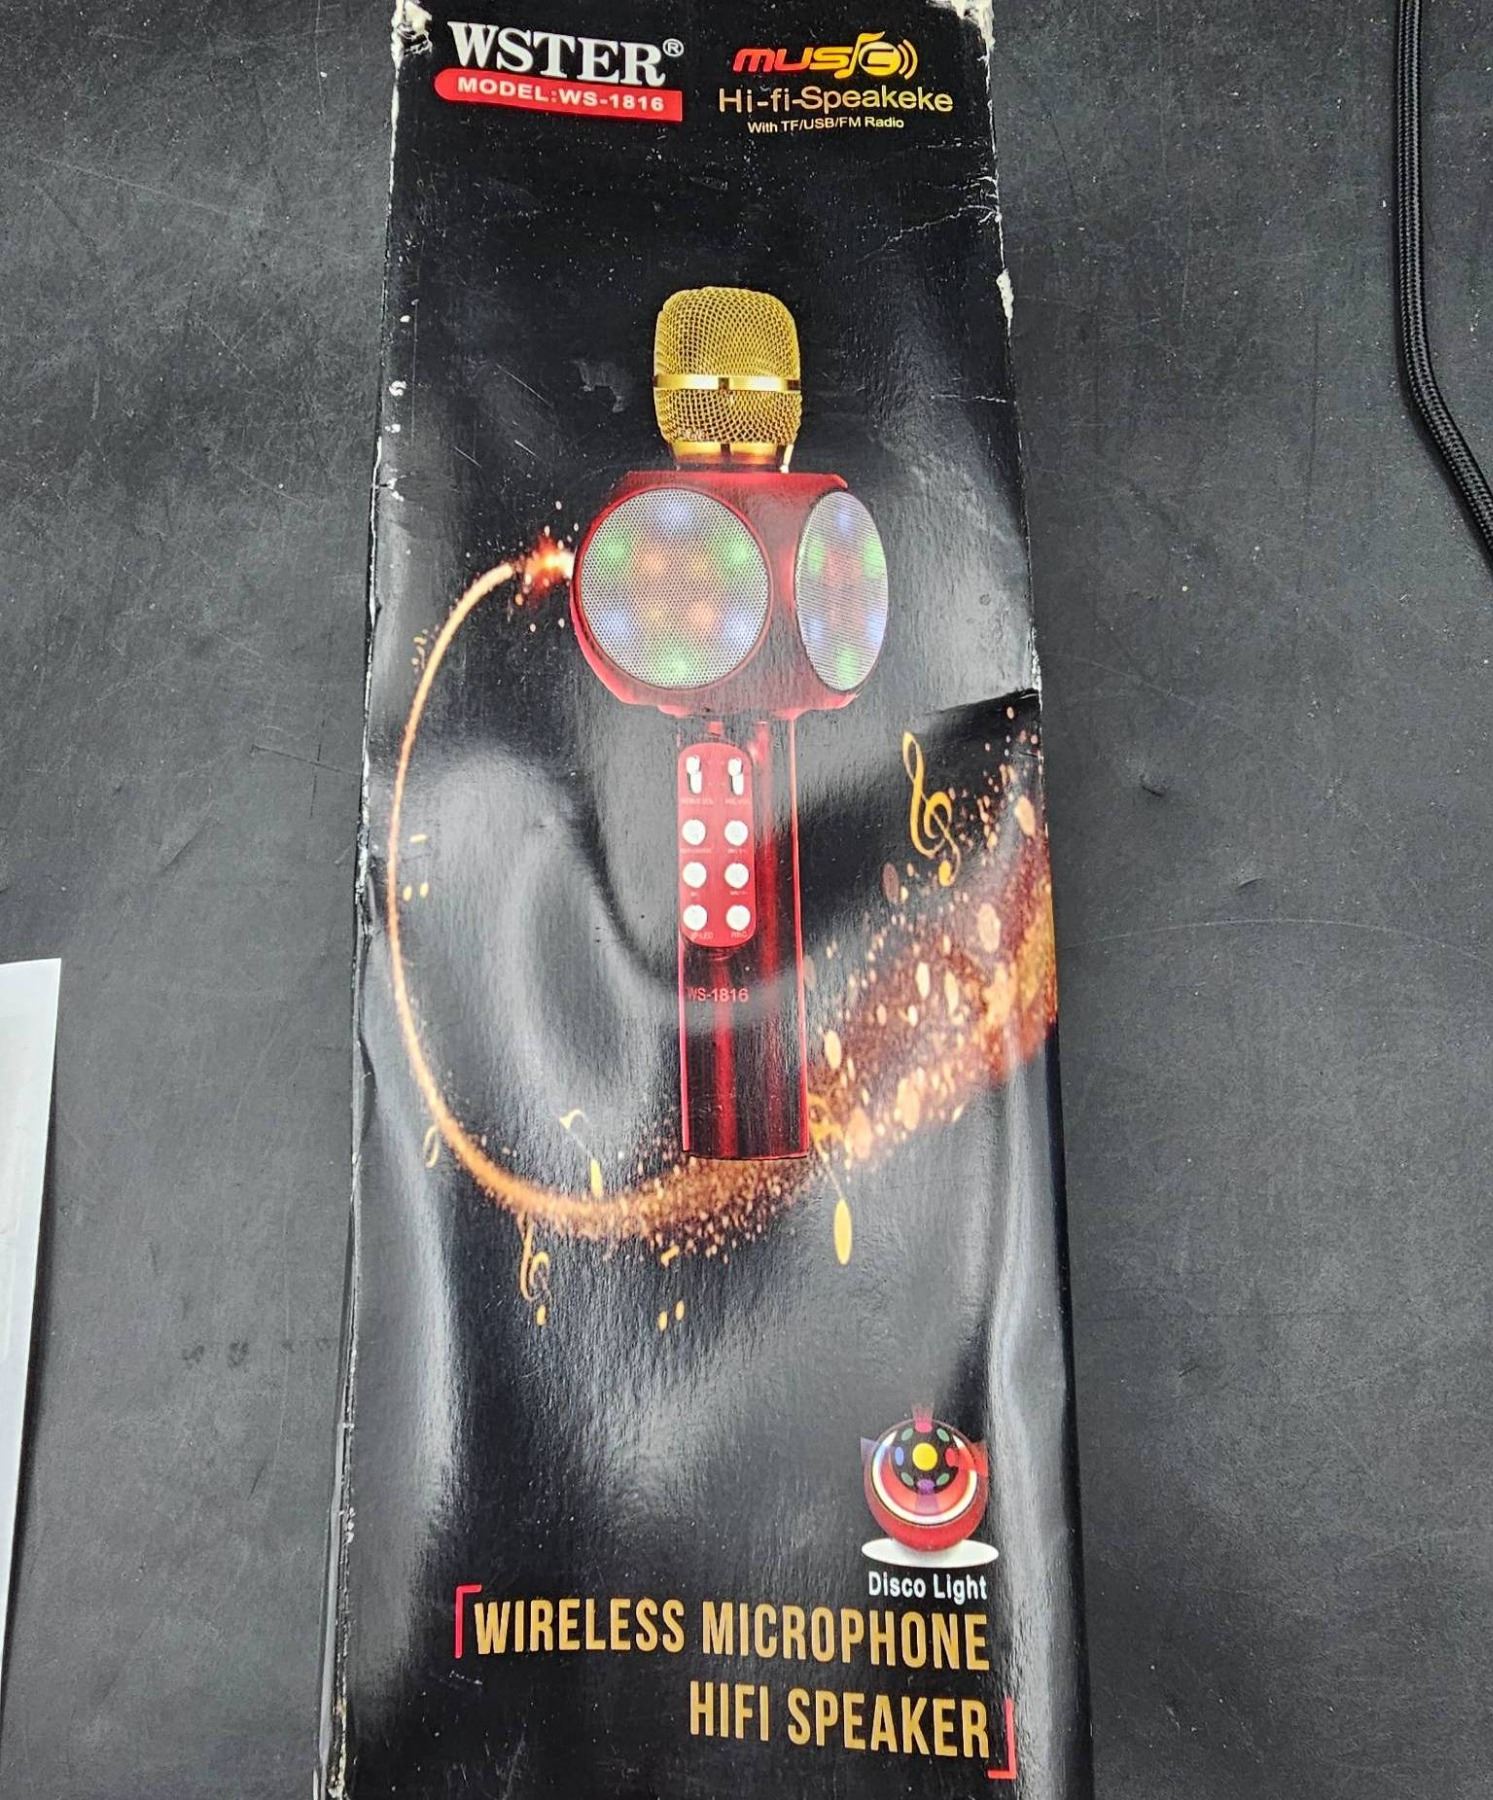 WSTER®
MODEL:WS-1816
MUSIC
Hi-fi-Speakeke
With TF/USB/FM Radio
WS-1816
Disco Light
WIRELESS MICROPHONE
HIFI SPEAKER